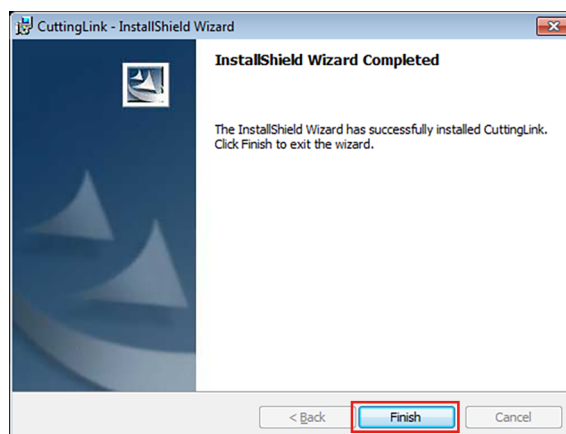 CuttingLink - InstallShield Wizard
InstallShield Wizard Completed
The InstallShield Wizard has successfully installed CuttingLink.
Click Finish to exit the wizard.
< Back
Finish
Cancel